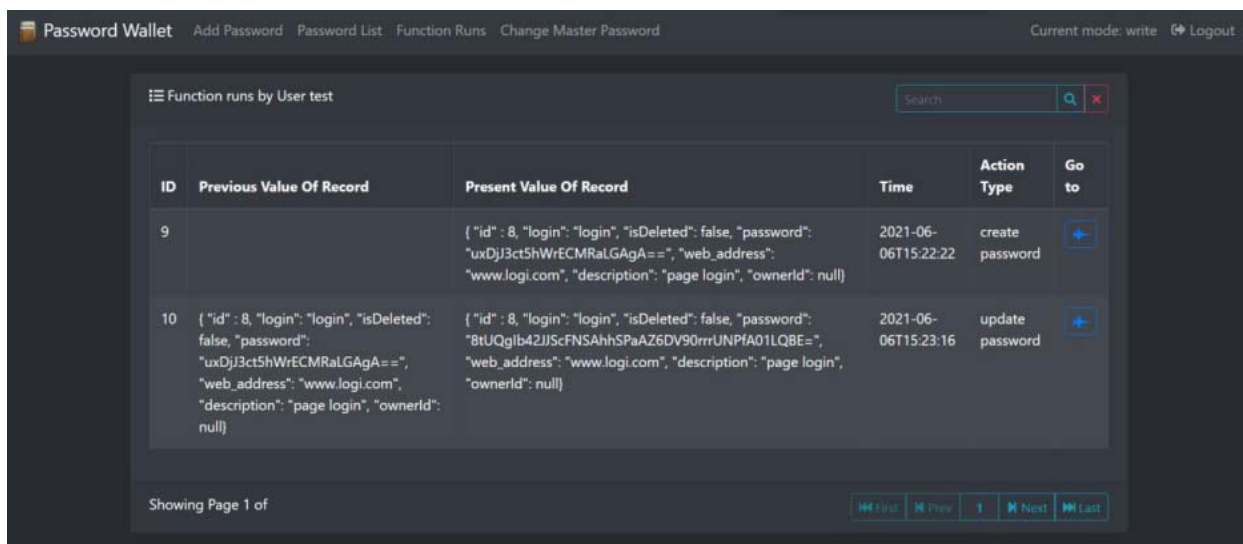 Password Wallet Add Password Password List Function Runs Change Master Password Current mode: write Logout
Function runs by User test Search
ID Previous Value Of Record Present Value Of Record Time Action Type Go to
9 { "id" : 8, "login": "login", "isDeleted": false, "password": 2021-06- create
"uxDjJ3ct5hWrECMRaLGAgA==", "web_address": 06T15:22:22 password
"www.logi.com", "description": "page login", "ownerId": null}
10 { "id" : 8, "login": "login", "isDeleted": { "id" : 8, "login": "login", "isDeleted": false, "password": 2021-06- update
false, "password": "8tUQgIb42JJScFNSAhhSPaAZ6DV90rrrUNPfA01LQBE=", 06T15:23:16 password
"uxDjJ3ct5hWrECMRaLGAgA==", "web_address": "www.logi.com", "description": "page login",
"web_address": "www.logi.com", "ownerId": null}
"description": "page login", "ownerId":
null}
Showing Page 1 of First Prev 1 Next Last